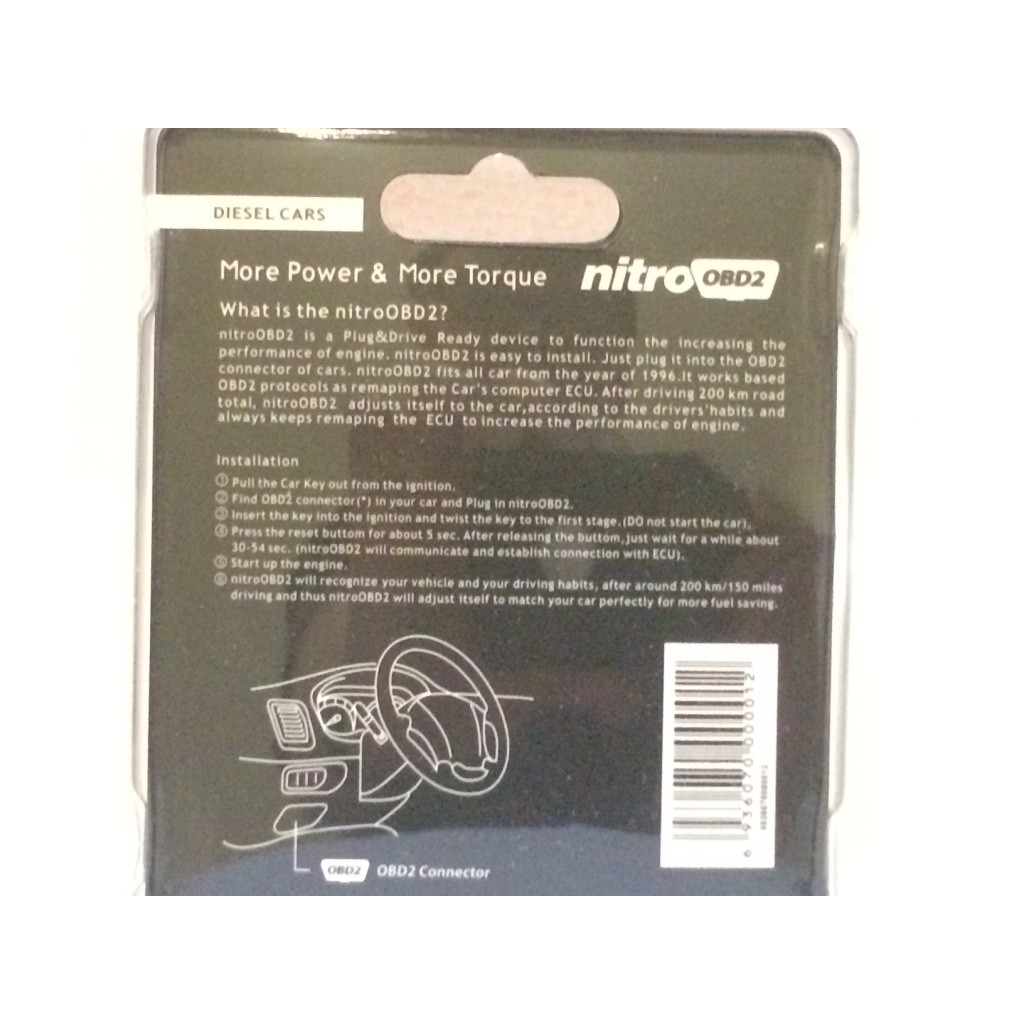 DIESEL CARS
More Power & More Torque
nitro OBD2
What is the nitroOBD2?
nitroOBD2 is a Plug&Drive Ready device to function the increasing the
performance of engine. nitroOBD2 is easy to install. Just plug it into the OBD2
connector of cars. nitroOBD2 fits all car from the year of 1996.It works based
OBD2 protocols as remaping the Car's computer ECU. After driving 200 km road
total, nitroOBD2 adjusts itself to the car,according to the drivers'habits and
always keeps remaping the ECU to increase the performance of engine.
Installation
① Pull the Car Key out from the ignition.
② Find OBD2 connector(*) in your car and Plug in nitroOBD2.
③ Insert the key into the ignition and twist the key to the first stage.(DO not start the car).
④ Press the reset buttom for about 5 sec. After releasing the buttom,just wait for a while about
30-54 sec. (nitroOBD2 will communicate and establish connection with ECU).
⑤ Start up the engine.
⑥ nitroOBD2 will recognize your vehicle and your driving habits, after around 200 km/150 miles
driving and thus nitroOBD2 will adjust itself to match your car perfectly for more fuel saving.
6 936070 000012
OBD2 OBD2 Connector